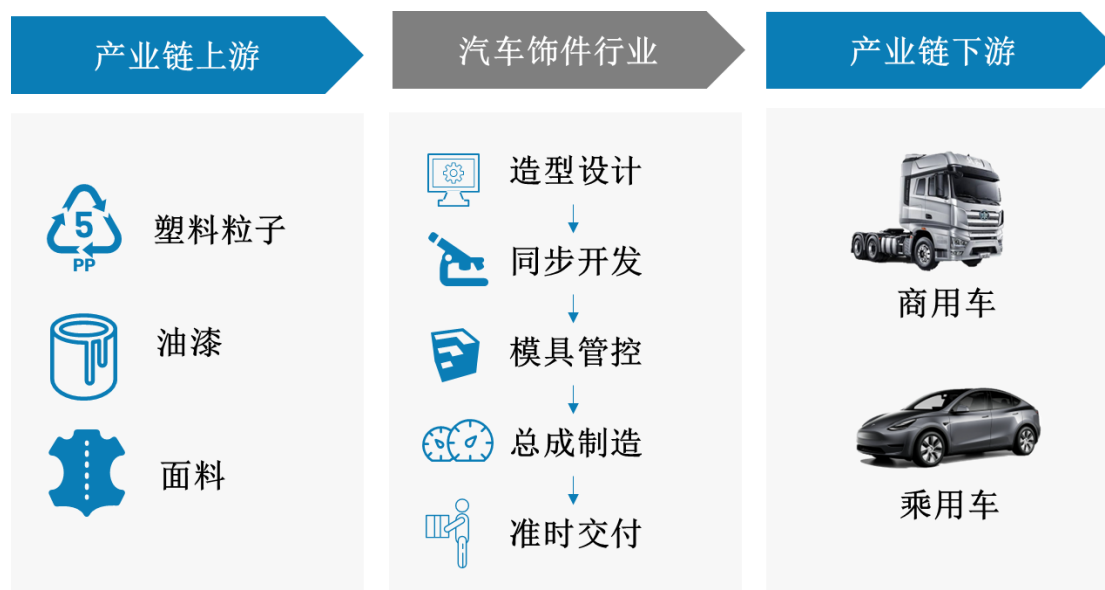 产业链上游
汽车饰件行业
产业链下游
5
PP
塑料粒子
油漆
面料
造型设计
同步开发
模具管控
总成制造
准时交付
商用车
乘用车